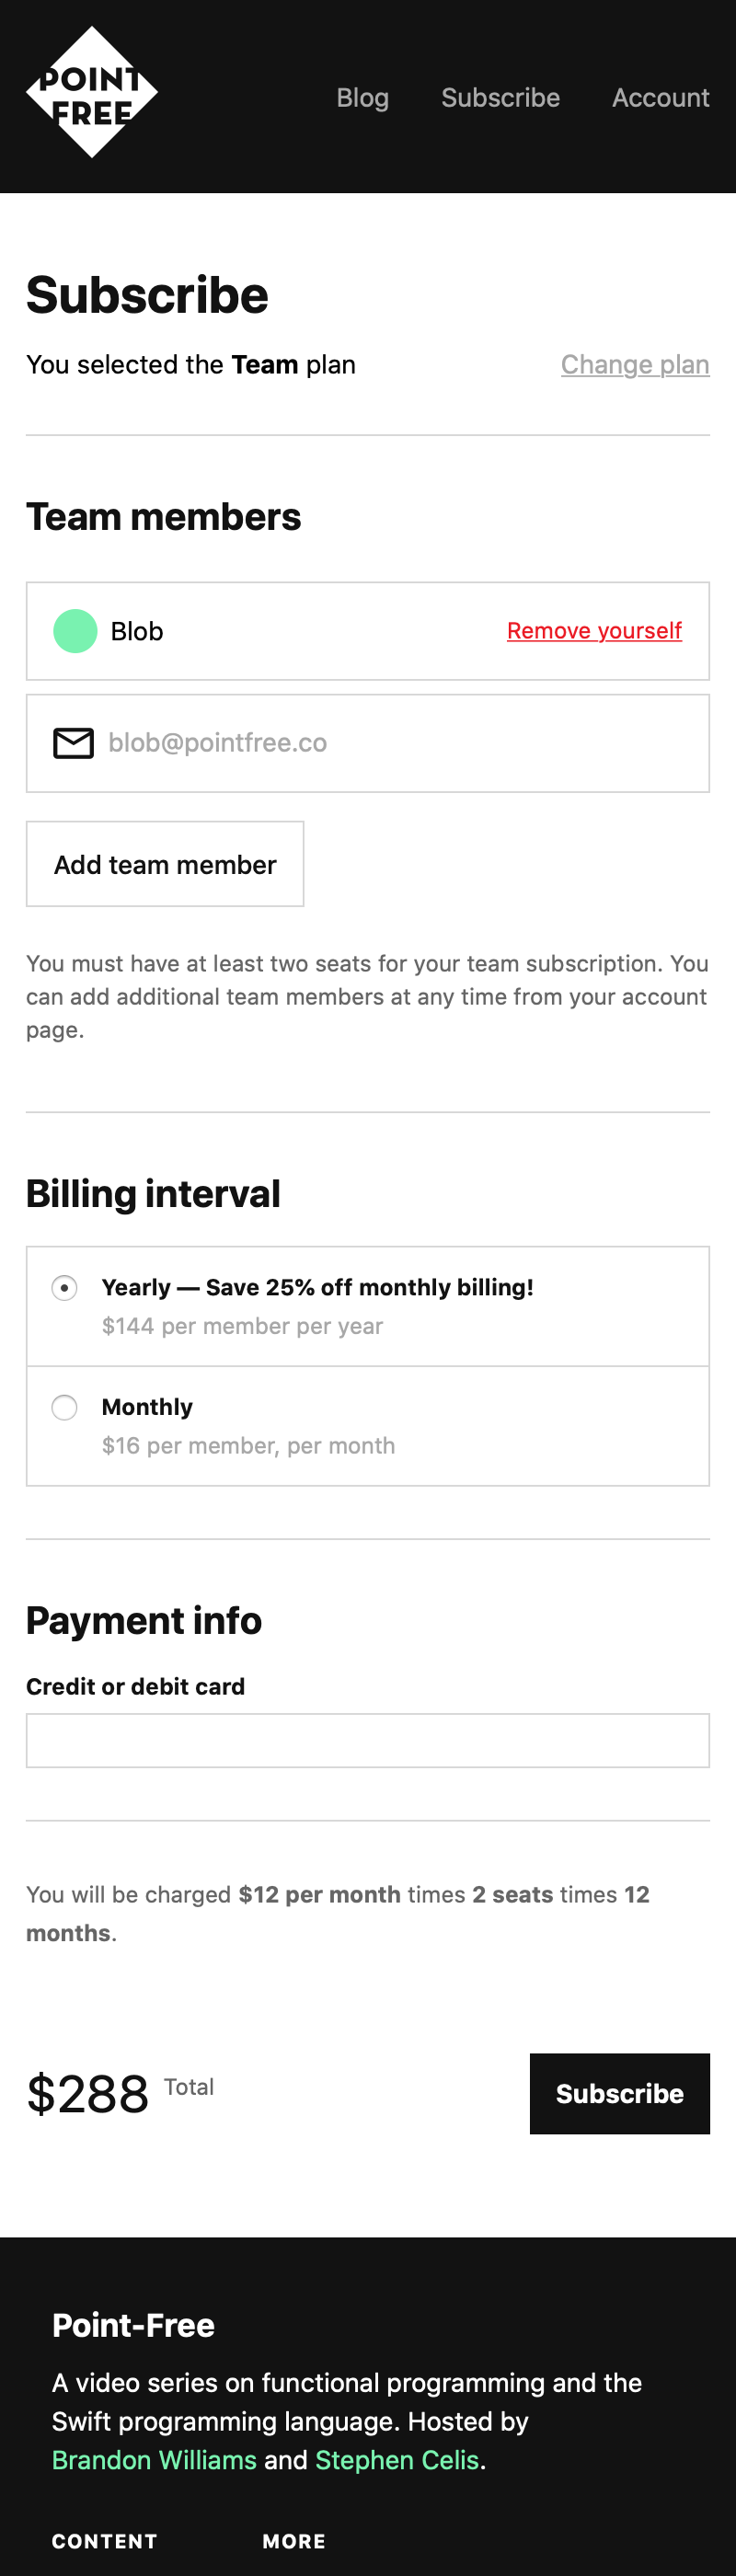 POINT
FREE
Blog
Subscribe
Account
Subscribe
You selected the Team plan
Change plan
Team members
Blob
Remove yourself
blob@pointfree.co
Add team member
You must have at least two seats for your team subscription. You
can add additional team members at any time from your account
page.
Billing interval
Yearly — Save 25% off monthly billing!
$144 per member per year
Monthly
$16 per member, per month
Payment info
Credit or debit card
You will be charged $12 per month times 2 seats times 12
months.
$288 Total
Subscribe
Point-Free
A video series on functional programming and the
Swift programming language. Hosted by
Brandon Williams and Stephen Celis.
CONTENT
MORE